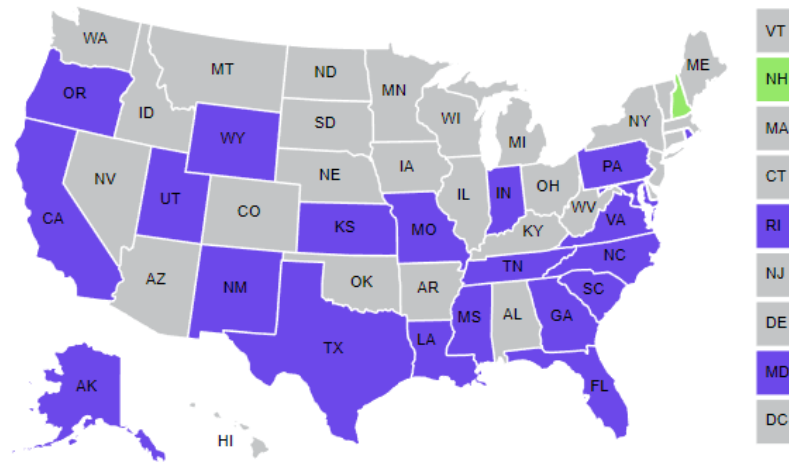 WA
MT
ND
MN
ME
VT
OR
ID
SD
WI
MI
NY
NH
WY
MA
NV
UT
NE
IA
IL
IN
OH
PA
CT
CA
CO
KS
MO
KY
WV
VA
RI
AZ
NM
OK
AR
TN
NC
SC
NJ
TX
LA
MS
AL
GA
DE
AK
FL
MD
HI
DC